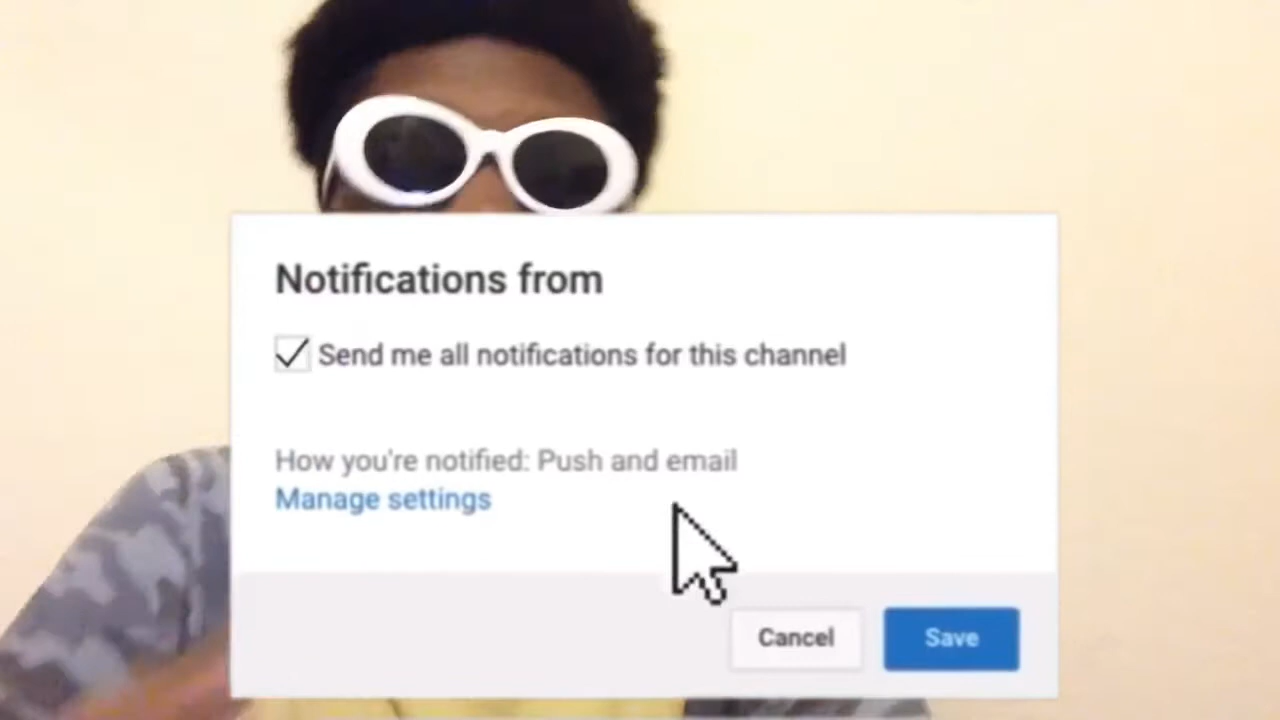 Notifications from
Send me all notifications for this channel
How you're notified: Push and email
Manage settings
Cancel
Save